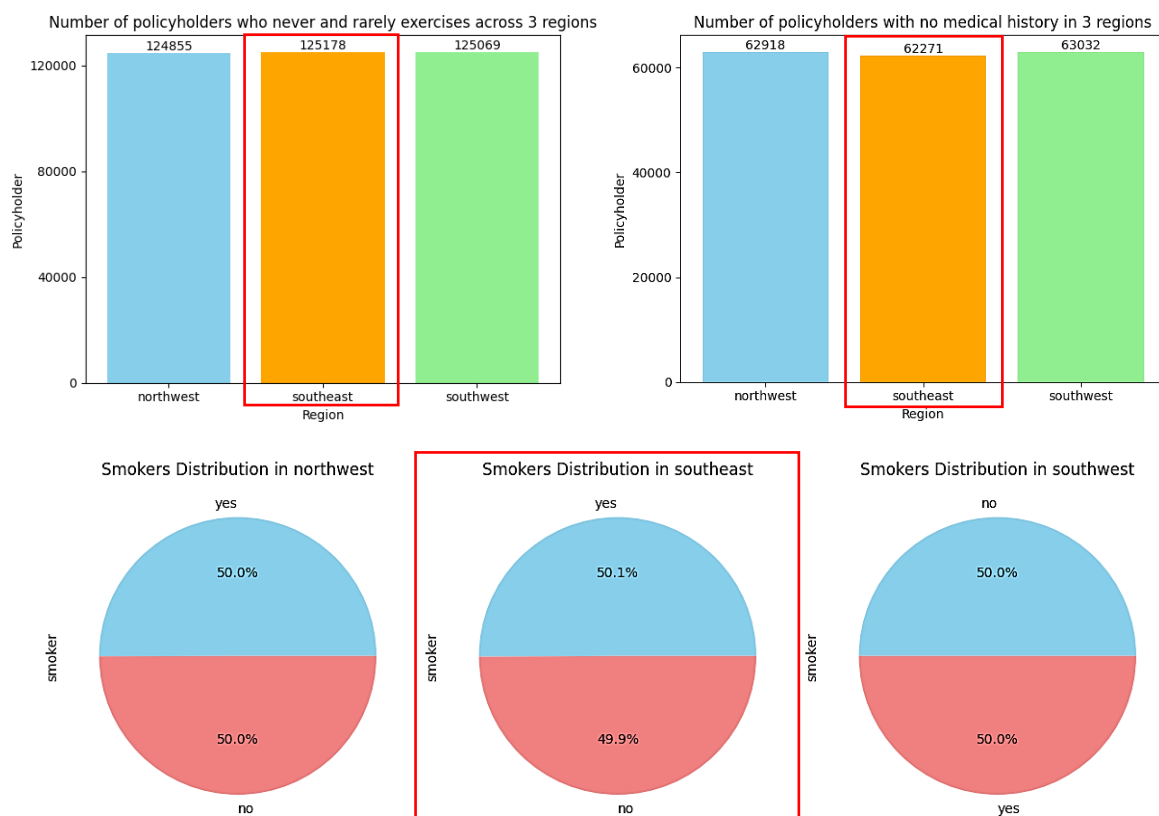 Number of policyholders who never and rarely exercises across 3 regions
124855
125178
125069
120000
80000
40000
0
Policyholder
northwest
southeast
southwest
Region
Number of policyholders with no medical history in 3 regions
62918
62271
63032
60000
40000
20000
0
Policyholder
northwest
southeast
southwest
Region
Smokers Distribution in northwest
yes
50.0%
smoker
50.0%
no
Smokers Distribution in southeast
yes
50.1%
smoker
49.9%
no
Smokers Distribution in southwest
no
50.0%
smoker
50.0%
yes